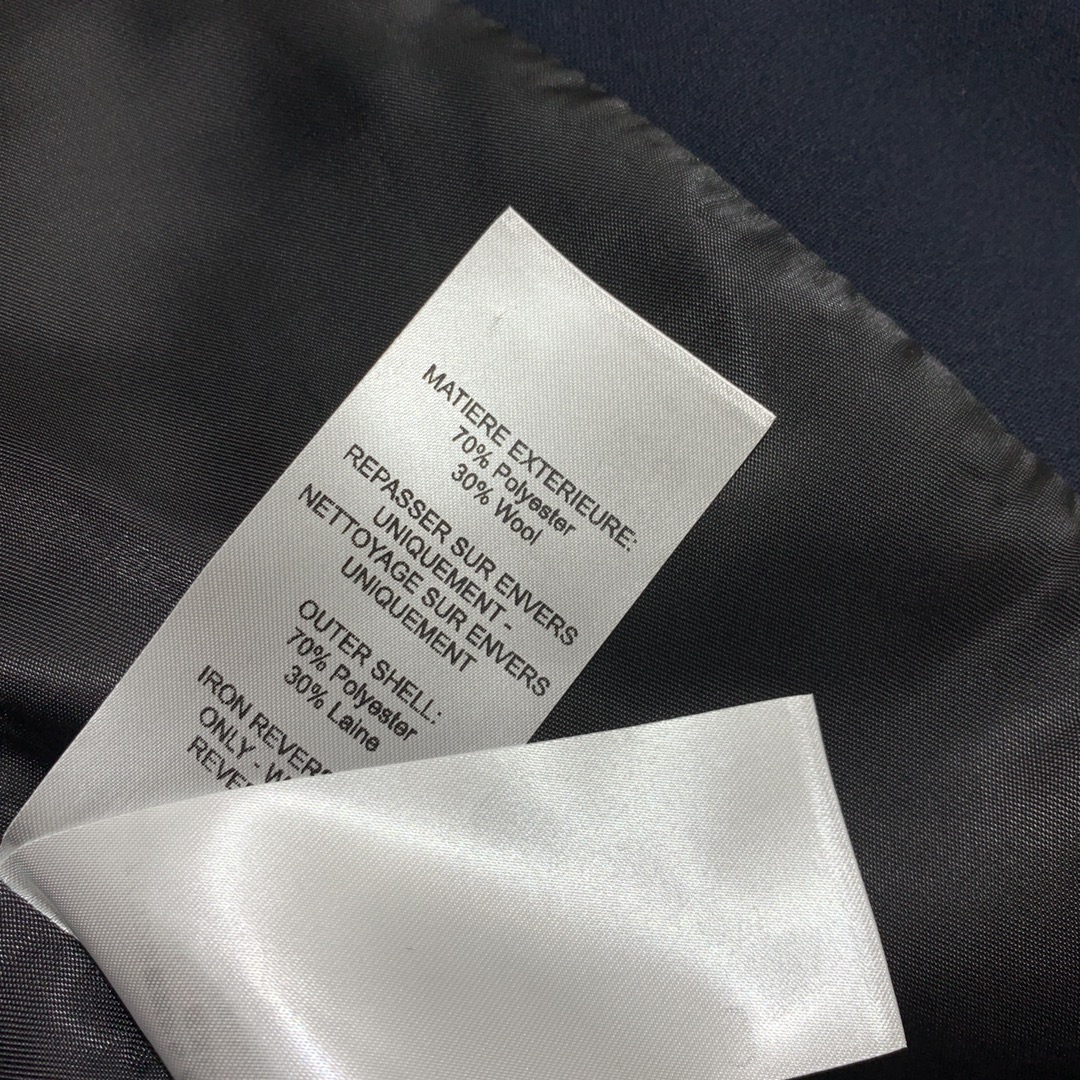 MATIERE EXTERIEURE:
70% Polyester
30% Wool
REPASSER SUR ENVERS
UNIQUEMENT -
NETTOYAGE SUR ENVERS
UNIQUEMENT
OUTER SHELL:
70% Polyester
30% Laine
IRON
ONLY -